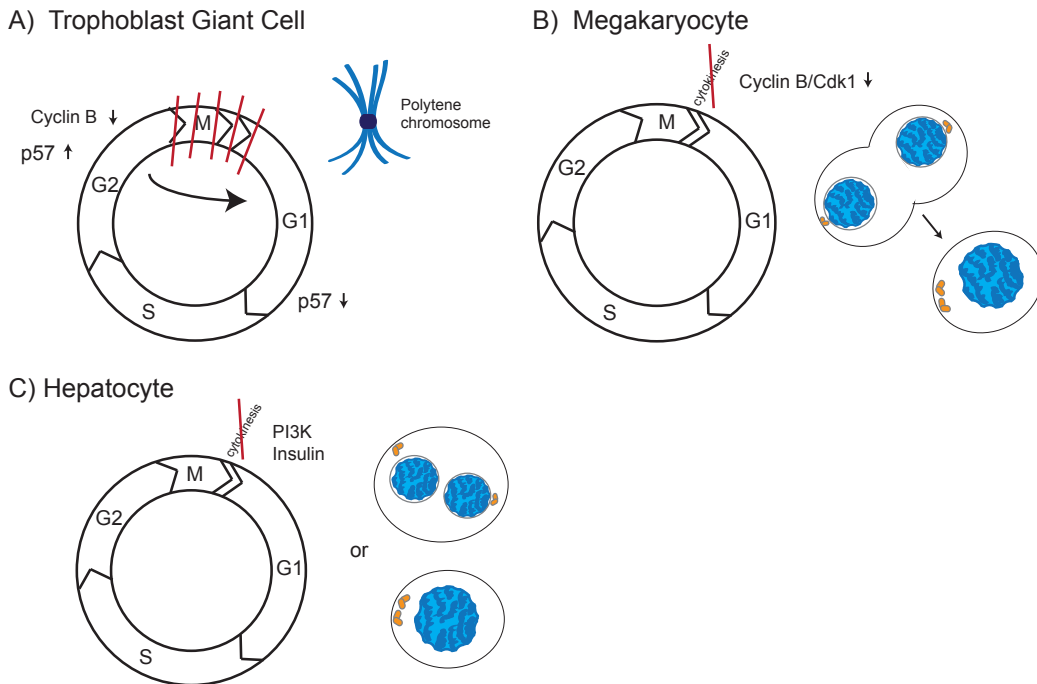 A) Trophoblast Giant Cell
Cyclin B ↓
p57 ↑
M
G2
G1
S
p57 ↓
Polytene
chromosome
B) Megakaryocyte
cytokinesis
Cyclin B/Cdk1 ↓
M
G2
G1
S
C) Hepatocyte
cytokinesis
PI3K
Insulin
M
G2
G1
S
or